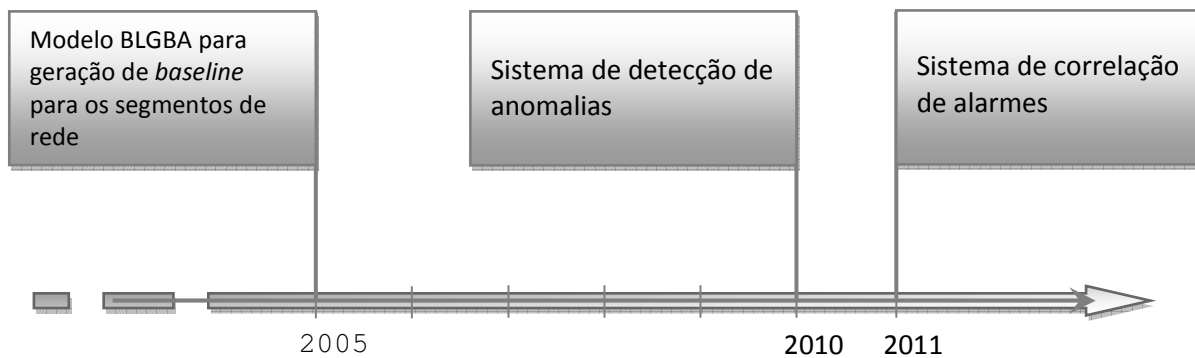 Modelo BLGBA para
geração de baseline
para os segmentos de
rede
Sistema de detecção de
anomalias
Sistema de correlação
de alarmes
2005
2010
2011